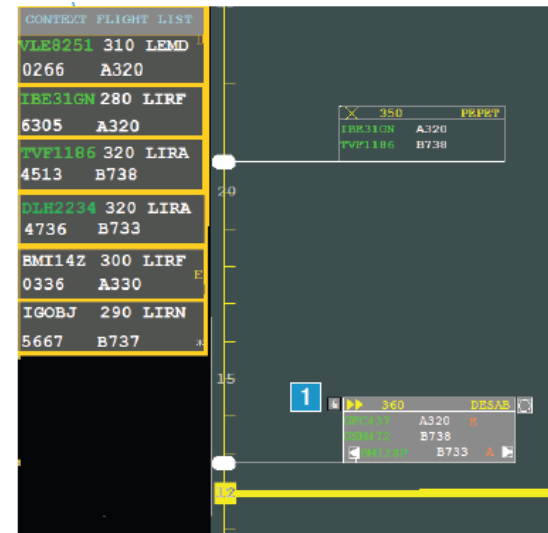 CONTEXT FLIGHT LIST
VLE8251 310 LEMD
0266 A320
IBE31GN 280 LIRF
6305 A320
TVF1186 320 LIRA
4513 B738
DLH2234 320 LIRA
4736 B733
BMI14Z 300 LIRF
E
0336 A330
IGOBJ 290 LIRN
5667 B737 *
350 PEPET
IBE31GN A320
TVF1186 B738
20
15
1
360 DESAB
A320
B738
B733 A
12